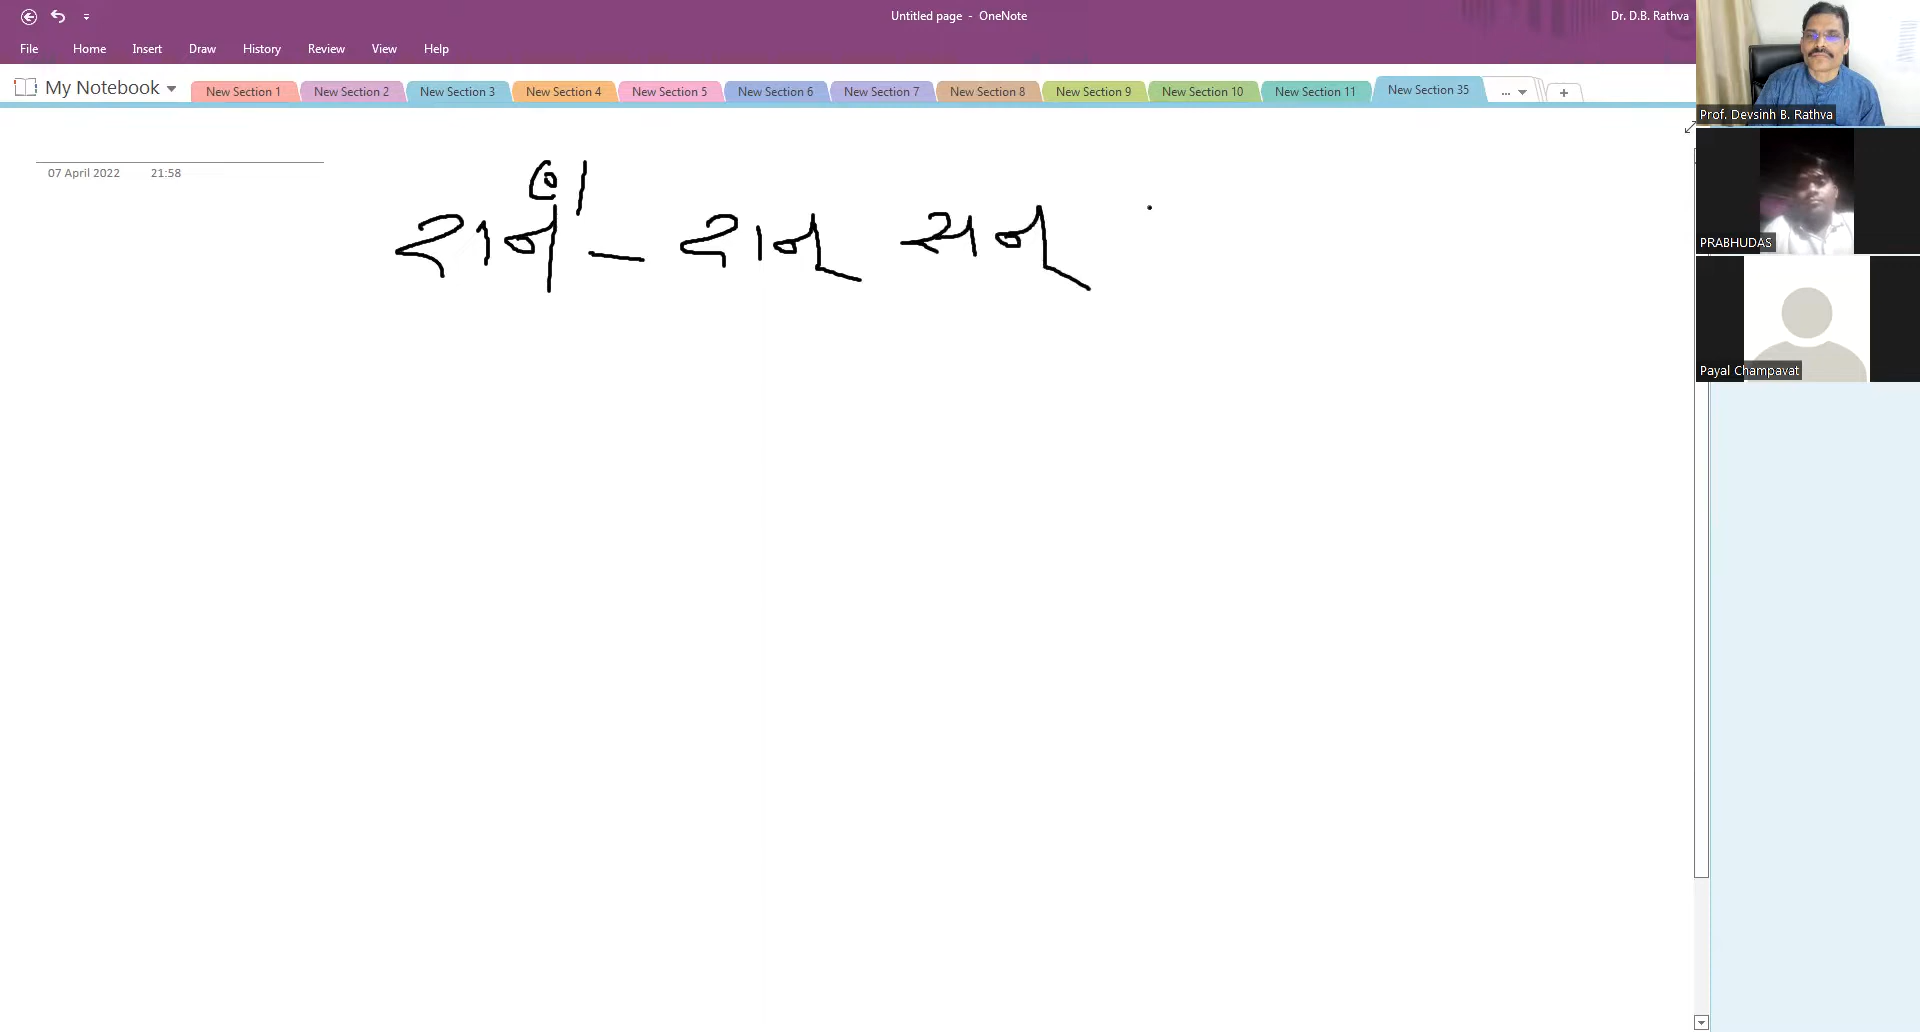 Untitled page - OneNote
Dr. D.B. Rathva
File Home Insert Draw History Review View Help
My Notebook New Section 1 New Section 2 New Section 3 New Section 4 New Section 5 New Section 6 New Section 7 New Section 8 New Section 9 New Section 10 New Section 11 New Section 35 ...
07 April 2022 21:58
Prof. Devsinh B. Rathva
PRABHUDAS
Payal Champavat